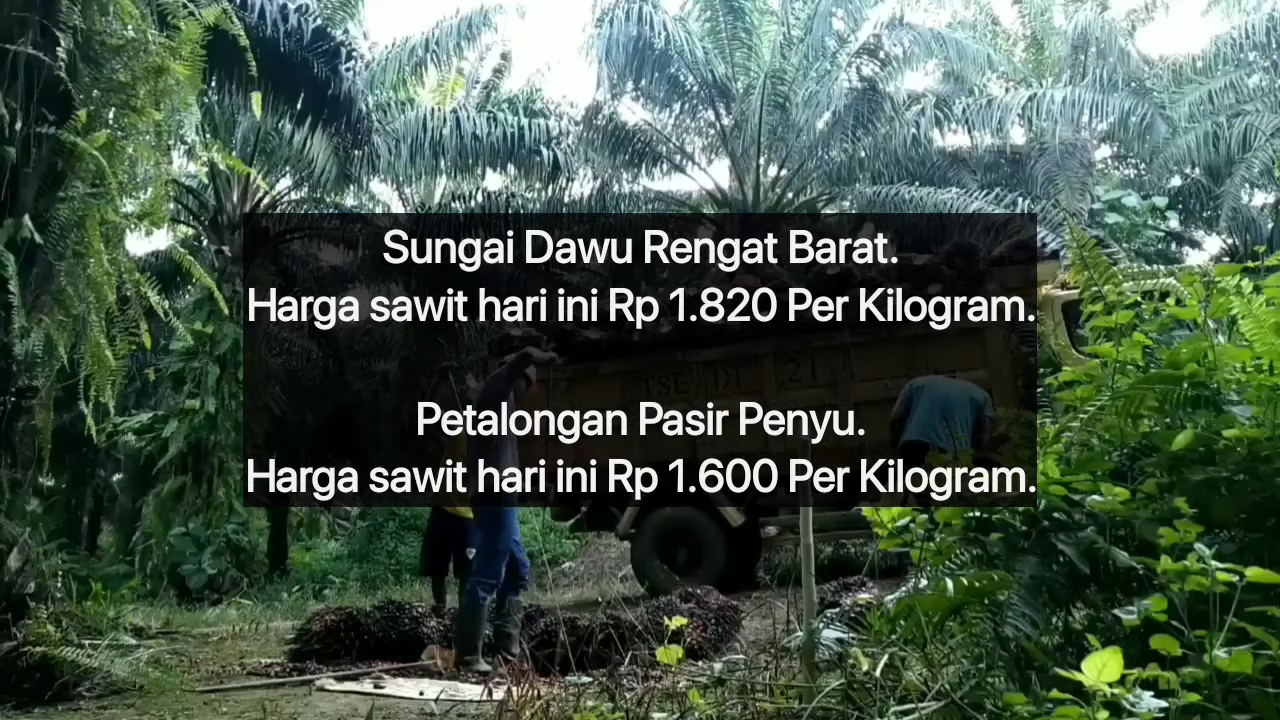 Sungai Dawu Rengat Barat.
Harga sawit hari ini Rp 1.820 Per Kilogram.
Petalongan Pasir Penyu.
Harga sawit hari ini Rp 1.600 Per Kilogram.